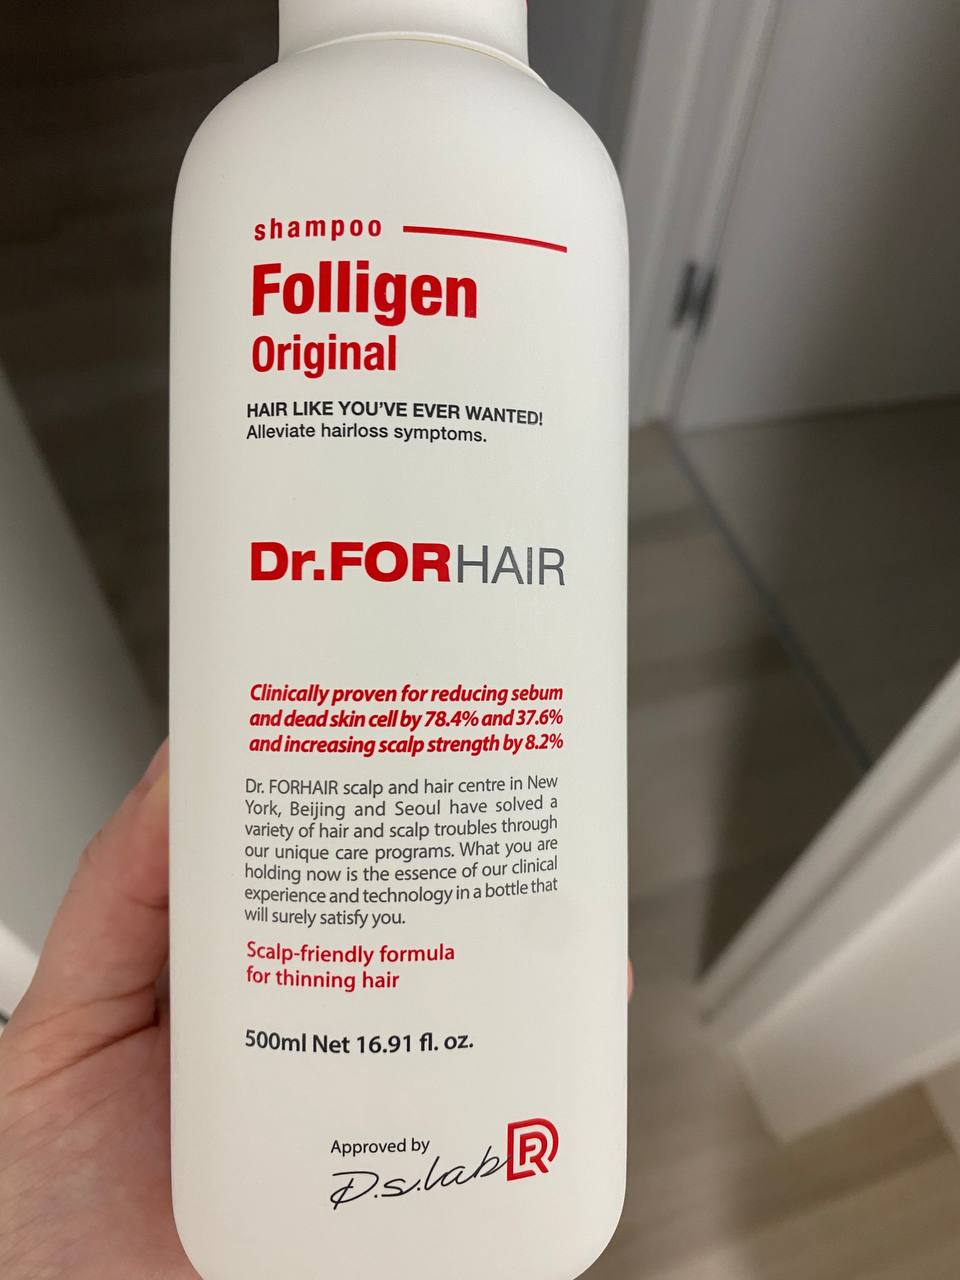 shampoo
Folligen
Original
HAIR LIKE YOU'VE EVER WANTED!
Alleviate hairloss symptoms.
Dr.FORHAIR
Clinically proven for reducing sebum
and dead skin cell by 78.4% and 37.6%
and increasing scalp strength by 8.2%
Dr. FORHAIR scalp and hair centre in New
York, Beijing and Seoul have solved a
variety of hair and scalp troubles through
our unique care programs. What you are
holding now is the essence of our clinical
experience and technology in a bottle that
will surely satisfy you.
Scalp-friendly formula
for thinning hair
500ml Net 16.91 fl. oz.
Approved by
D.s.lab